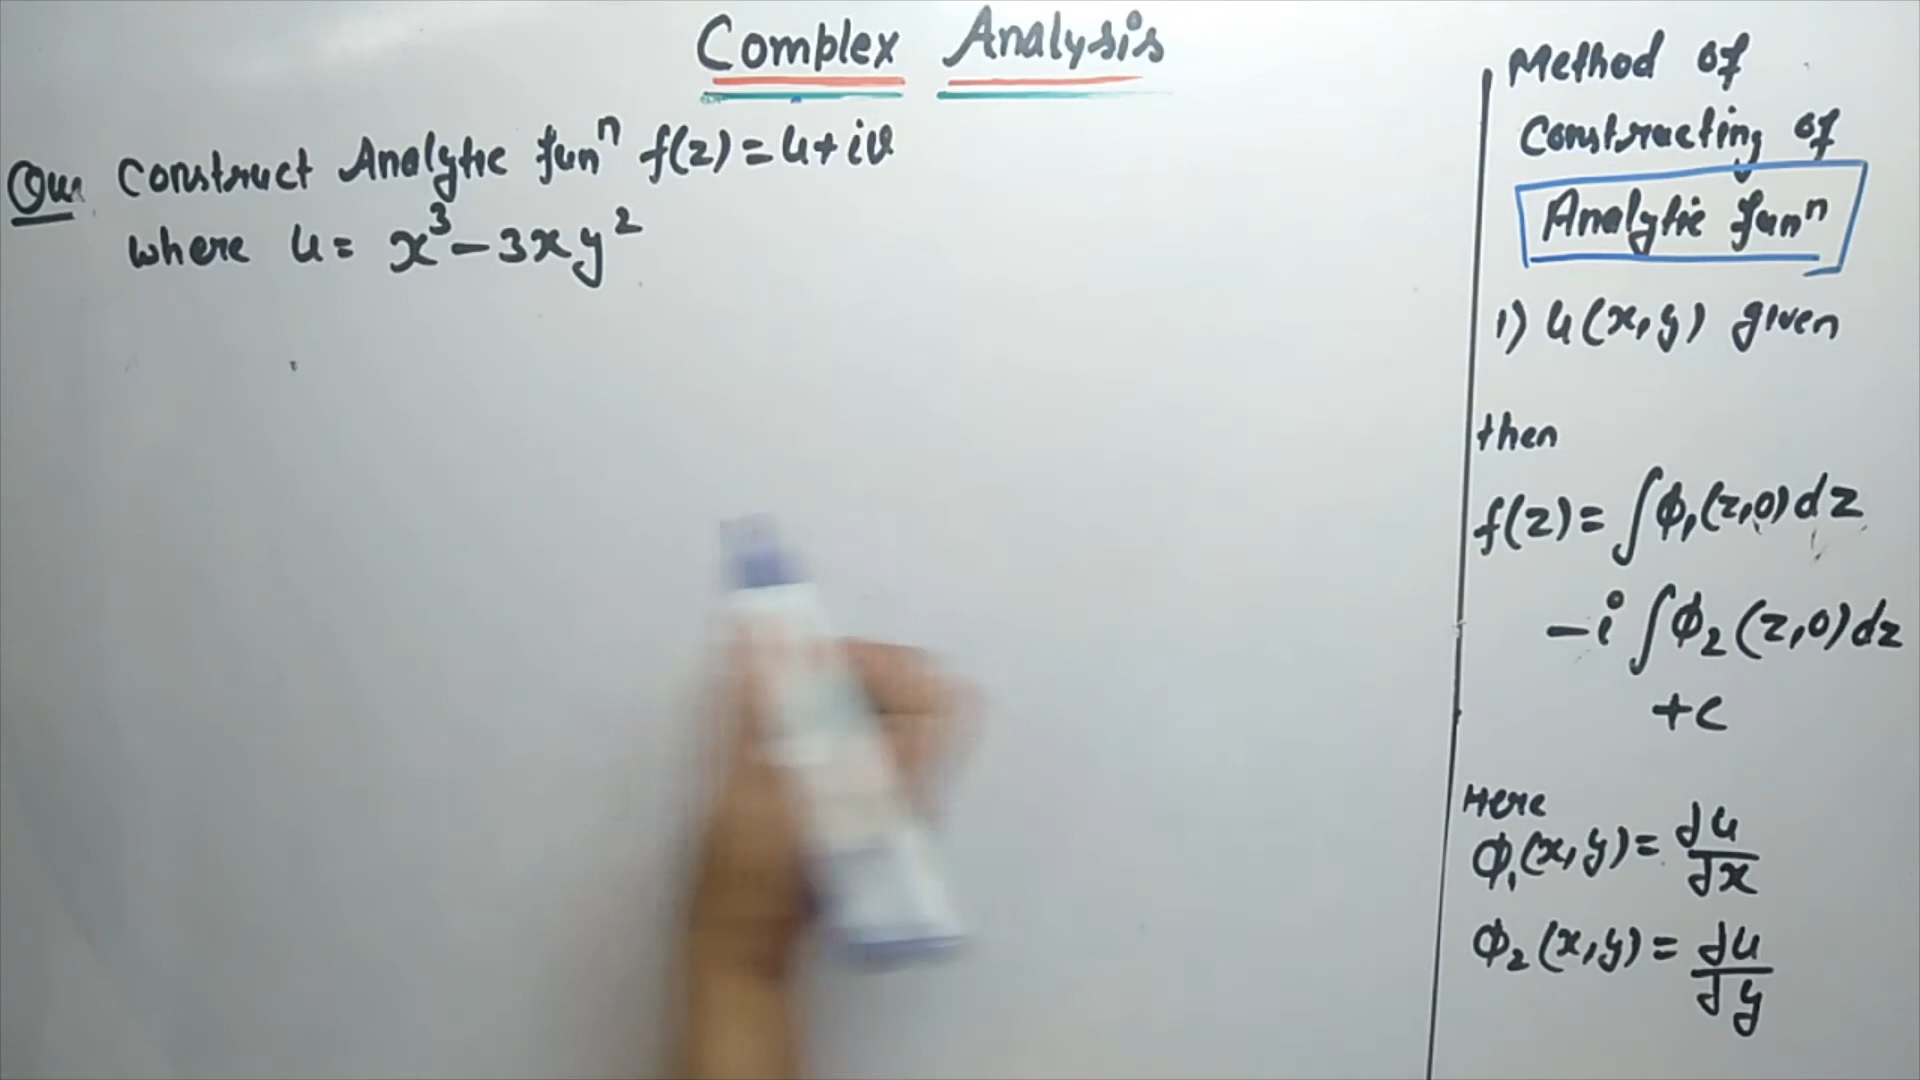 Complex Analysis
Que. Construct Analytic funⁿ f(z)=u+iv
where u= x³-3xy²
Method of
Constructing of
Analytic funⁿ
1) u(x,y) given
then
f(z)= ∫ϕ₁(z,0)dz
-i ∫ϕ₂(z,0)dz
+c
Here
ϕ₁(x,y)= ∂u/∂x
ϕ₂(x,y)= ∂u/∂y